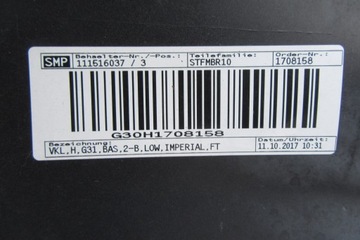 SMP Behaelter-Nr./-Pos.: Teilefamilie: Order-Nr.:
111516037 / 3 STFMBR10 1708158
G30H1708158
Bezeichnung: Datum/Uhrzeit:
VKL,H,G31,BAS,2-B,LOW,IMPERIAL,FT 11.10.2017 10:31